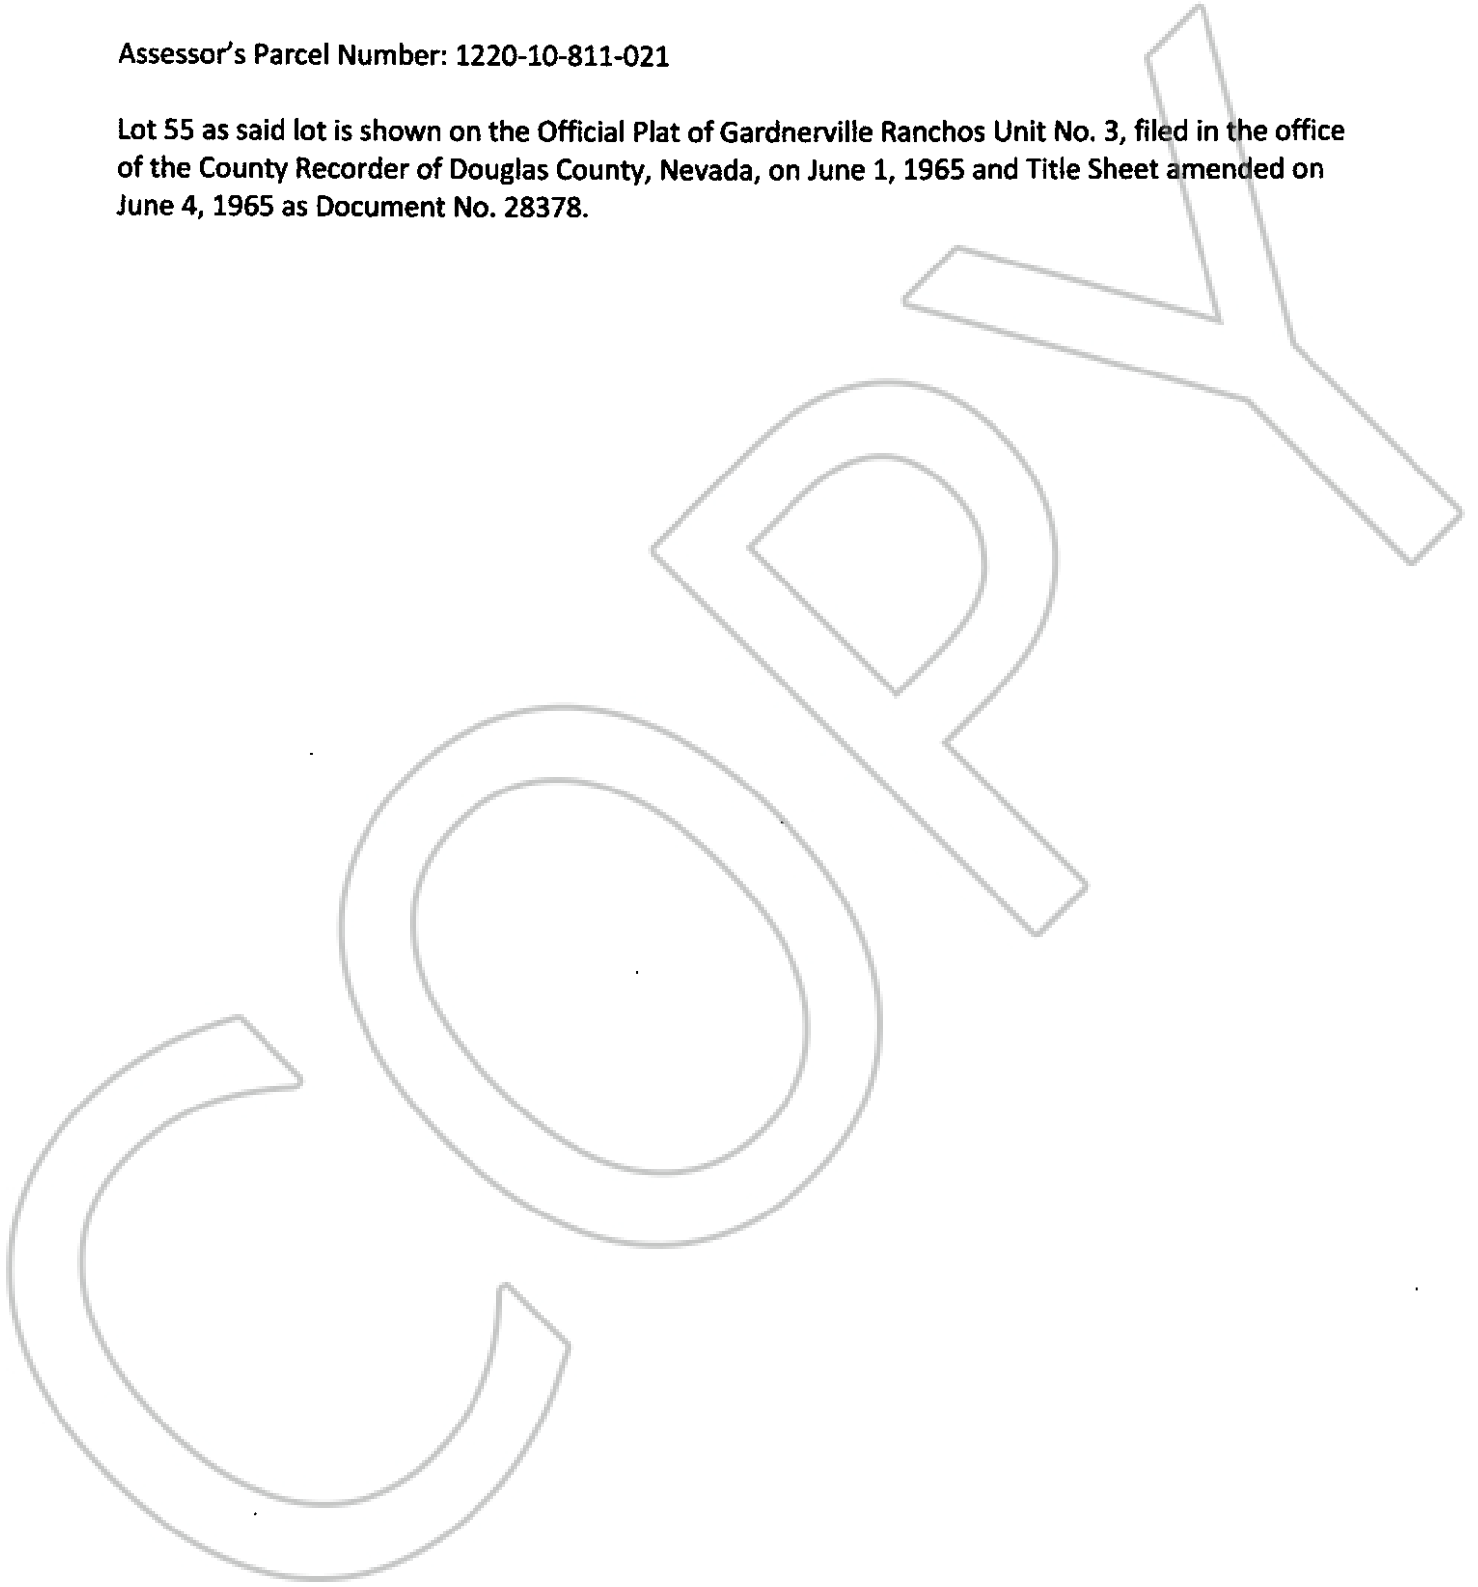 Assessor's Parcel Number: 1220-10-811-021
Lot 55 as said lot is shown on the Official Plat of Gardnerville Ranchos Unit No. 3, filed in the office
of the County Recorder of Douglas County, Nevada, on June 1, 1965 and Title Sheet amended on
June 4, 1965 as Document No. 28378.
COPY